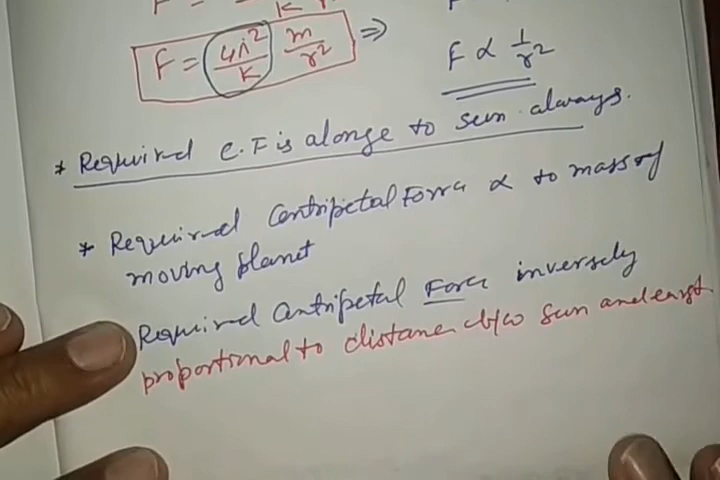 F = 4π²/K m/r² ⇒
F ∝ 1/r²
* Required C.F is alonge to sun always.
* Required Centripetal Force ∝ to mass of
moving planet
Required Centripetal Force inversely
proportional to distance b/w sun and